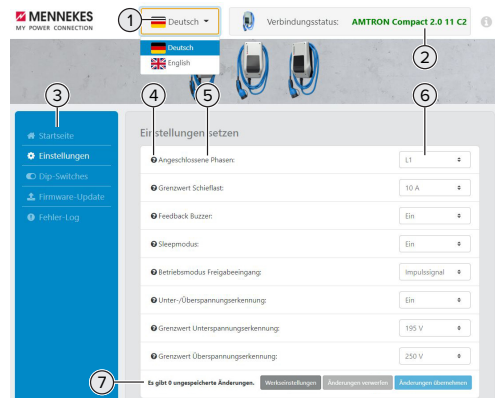 MENNEKES
MY POWER CONNECTION
1
Deutsch
Verbindungsstatus: AMTRON Compact 2.0 11 C2
Deutsch
English
2
3
4
5
6
Startseite
Einstellungen
Dip-Switches
Firmware-Update
Fehler-Log
Einstellungen setzen
Angeschlossene Phasen: L1
Grenzwert Schieflast: 10 A
Feedback Buzzer: Ein
Sleepmodus: Ein
Betriebsmodus Freigabeeingang: Impulssignal
Unter-/Überspannungserkennung: Ein
Grenzwert Unterspannungserkennung: 195 V
Grenzwert Überspannungserkennung: 250 V
7
Es gibt 0 ungespeicherte Änderungen. Werkseinstellungen Änderungen verwerfen Änderungen übernehmen